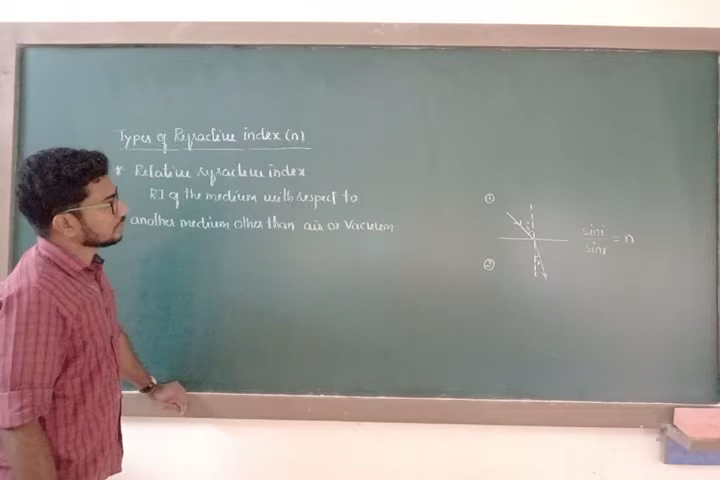 Types of Refractive index (n)
* Relative refractive index
RI of the medium with respect to
another medium other than air or vacuum
①
i
sini
sinr
= n
②
r